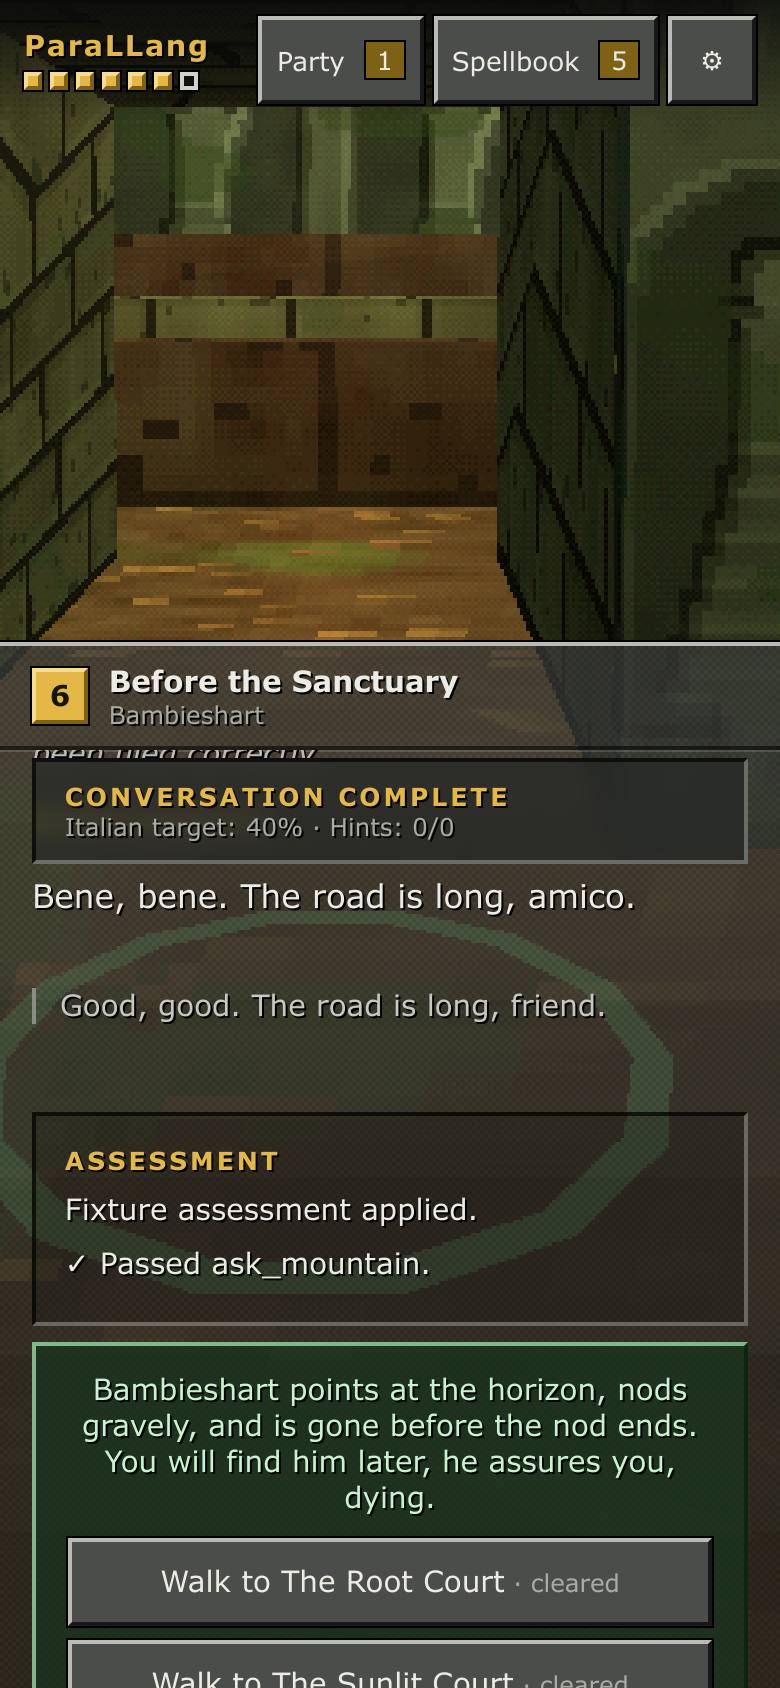 ParaLLang
Party 1
Spellbook 5
⚙
6
Before the Sanctuary
Bambieshart
been filed correctly.
CONVERSATION COMPLETE
Italian target: 40% · Hints: 0/0
Bene, bene. The road is long, amico.
Good, good. The road is long, friend.
ASSESSMENT
Fixture assessment applied.
✓ Passed ask_mountain.
Bambieshart points at the horizon, nods
gravely, and is gone before the nod ends.
You will find him later, he assures you,
dying.
Walk to The Root Court · cleared
Walk to The Sunlit Court · cleared